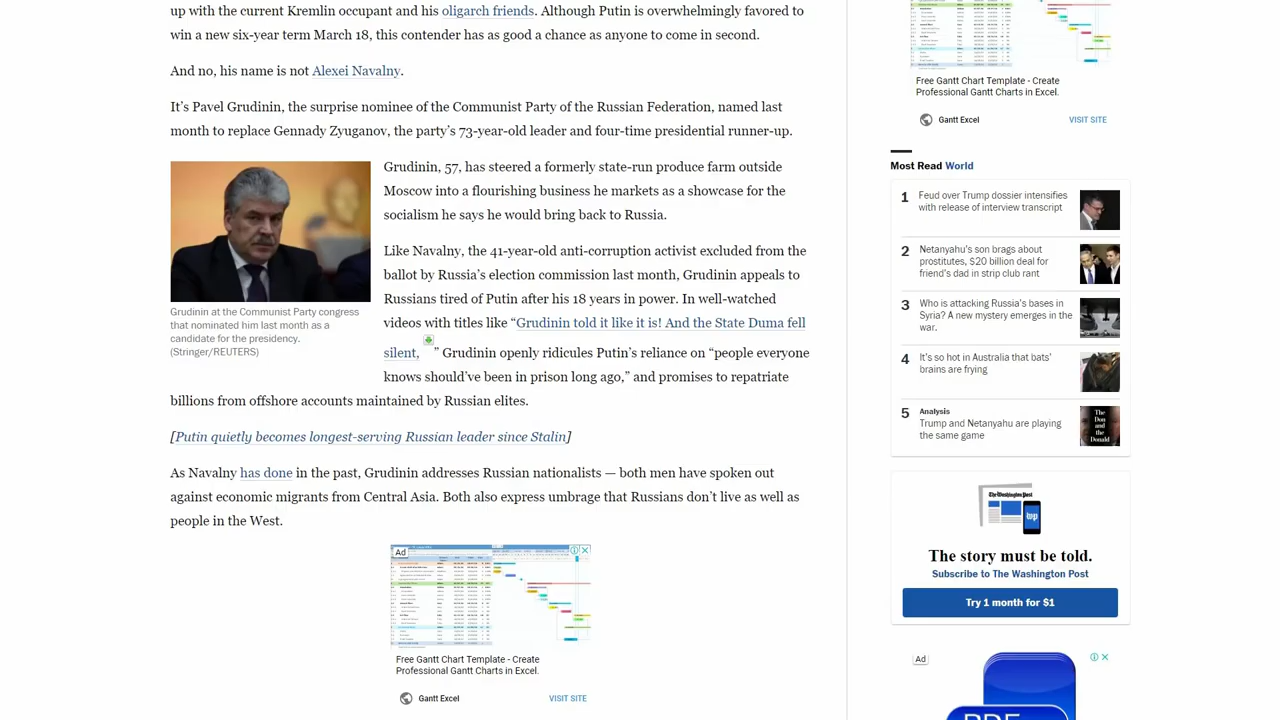 up with the current Kremlin occupant and his oligarch friends. Although Putin is overwhelmingly favored to
win a new six-year term March 18, this contender has as good a chance as anyone to come in second.
And no, his name is not Alexei Navalny.
It’s Pavel Grudinin, the surprise nominee of the Communist Party of the Russian Federation, named last
month to replace Gennady Zyuganov, the party’s 73-year-old leader and four-time presidential runner-up.
Grudinin, 57, has steered a formerly state-run produce farm outside
Moscow into a flourishing business he markets as a showcase for the
socialism he says he would bring back to Russia.
Like Navalny, the 41-year-old anti-corruption activist excluded from the
ballot by Russia’s election commission last month, Grudinin appeals to
Russians tired of Putin after his 18 years in power. In well-watched
videos with titles like “Grudinin told it like it is! And the State Duma fell
silent, ” Grudinin openly ridicules Putin’s reliance on “people everyone
knows should’ve been in prison long ago,” and promises to repatriate
billions from offshore accounts maintained by Russian elites.
Grudinin at the Communist Party congress
that nominated him last month as a
candidate for the presidency.
(Stringer/REUTERS)
[Putin quietly becomes longest-serving Russian leader since Stalin]
As Navalny has done in the past, Grudinin addresses Russian nationalists — both men have spoken out
against economic migrants from Central Asia. Both also express umbrage that Russians don’t live as well as
people in the West.
Ad
Free Gantt Chart Template - Create
Professional Gantt Charts in Excel.
Gantt Excel
VISIT SITE
Free Gantt Chart Template - Create
Professional Gantt Charts in Excel.
Gantt Excel
VISIT SITE
Most Read World
1 Feud over Trump dossier intensifies
with release of interview transcript
2 Netanyahu’s son brags about
prostitutes, $20 billion deal for
friend’s dad in strip club rant
3 Who is attacking Russia’s bases in
Syria? A new mystery emerges in the
war.
4 It’s so hot in Australia that bats’
brains are frying
5 Analysis
Trump and Netanyahu are playing
the same game
The Don
and the
Donald
The Washington Post
wp
The story must be told.
Subscribe to The Washington Post
Try 1 month for $1
Ad
PDF